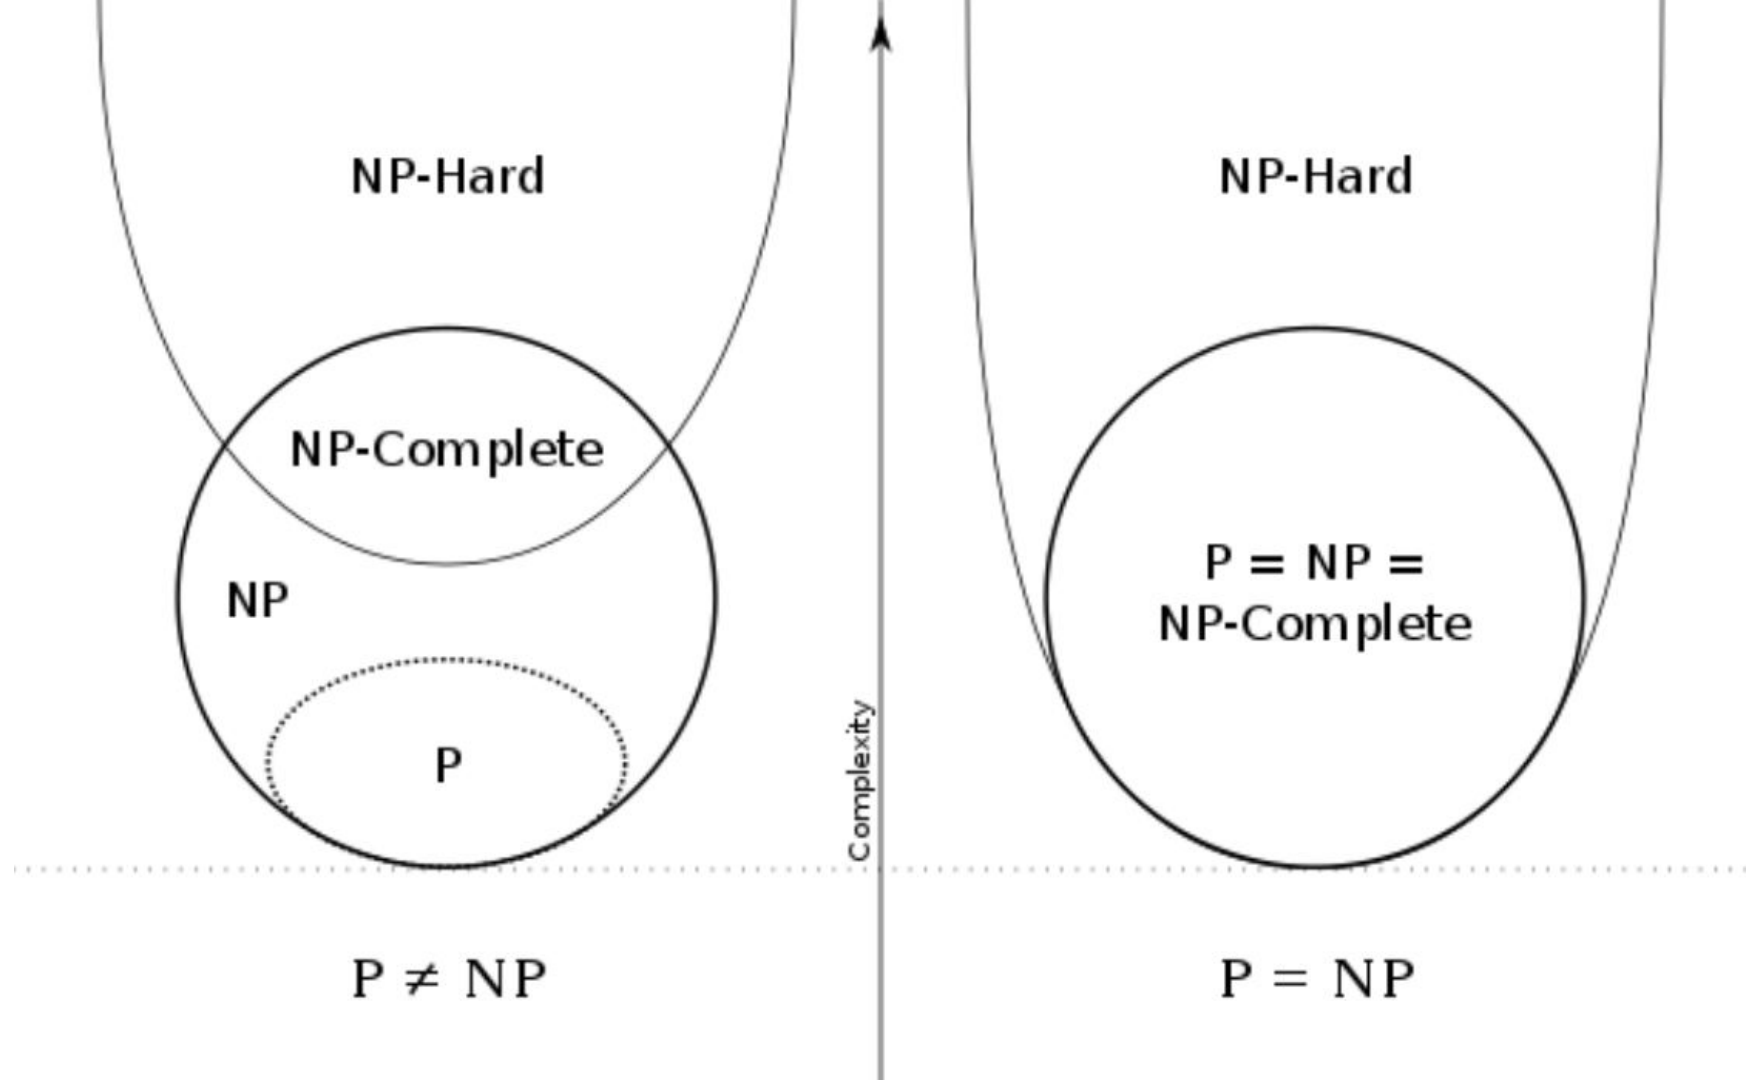 NP-Hard
NP-Complete
NP
P
P ≠ NP
Complexity
NP-Hard
P = NP =
NP-Complete
P = NP